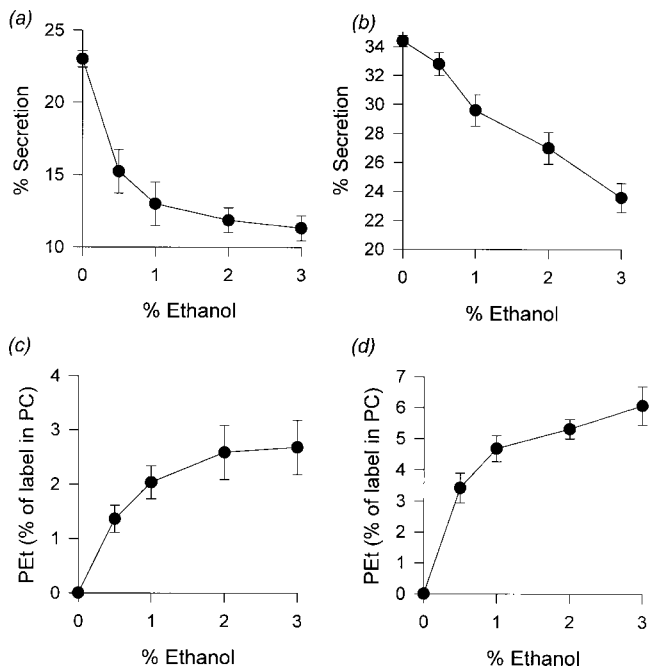 (a)
25
20
15
10
% Secretion
0 1 2 3
% Ethanol
(b)
34
32
30
28
26
24
22
20
% Secretion
0 1 2 3
% Ethanol
(c)
4
3
2
1
0
PEt (% of label in PC)
0 1 2 3
% Ethanol
(d)
7
6
5
4
3
2
1
0
PEt (% of label in PC)
0 1 2 3
% Ethanol